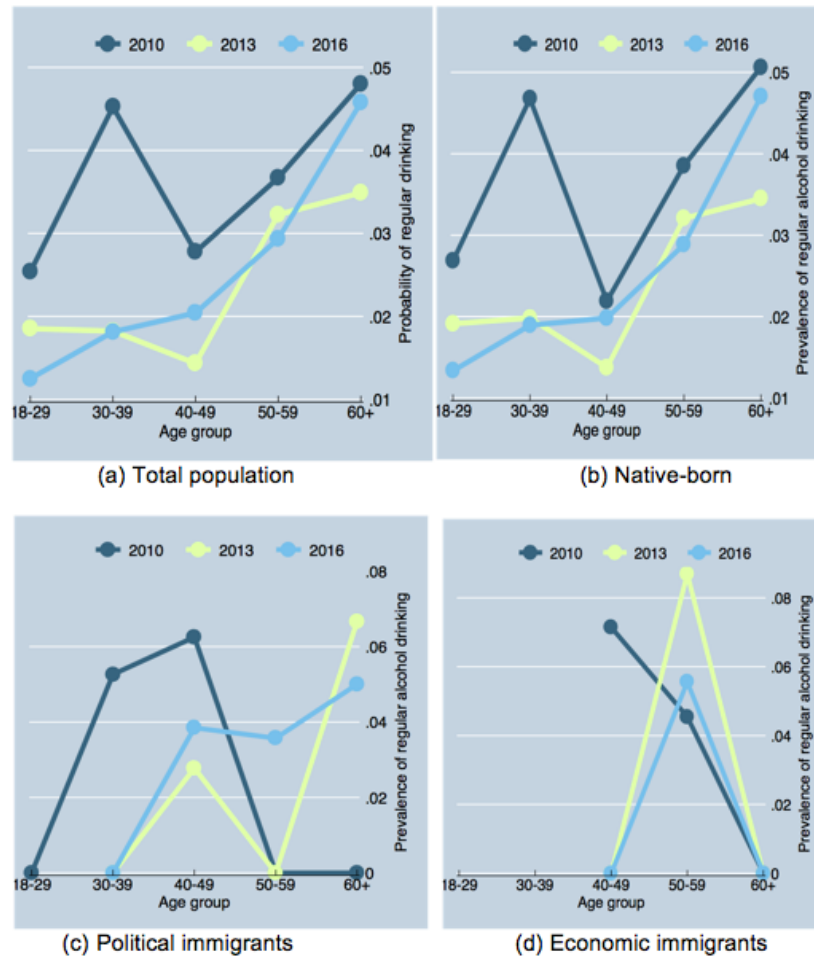 2010 2013 2016
.05
.04
.03
.02
.01
Probability of regular drinking
18-29 30-39 40-49 50-59 60+
Age group
(a) Total population
2010 2013 2016
.05
.04
.03
.02
.01
Prevalence of regular alcohol drinking
18-29 30-39 40-49 50-59 60+
Age group
(b) Native-born
2010 2013 2016
.08
.06
.04
.02
0
Prevalence of regular alcohol drinking
18-29 30-39 40-49 50-59 60+
Age group
(c) Political immigrants
2010 2013 2016
.08
.06
.04
.02
0
Prevalence of regular alcohol drinking
18-29 30-39 40-49 50-59 60+
Age group
(d) Economic immigrants